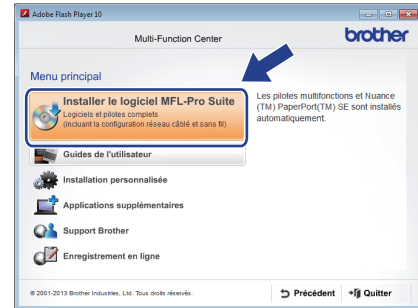 Adobe Flash Player 10
Multi-Function Center
brother
Menu principal
Installer le logiciel MFL-Pro Suite
Logiciels et pilotes complets
(incluant la configuration réseau câblé et sans fil)
Les pilotes multifonctions et Nuance
(TM) PaperPort(TM) SE sont installés
automatiquement.
Guides de l'utilisateur
Installation personnalisée
Applications supplémentaires
Support Brother
Enregistrement en ligne
© 2001-2013 Brother Industries, Ltd. Tous droits réservés.
Précédent
Quitter